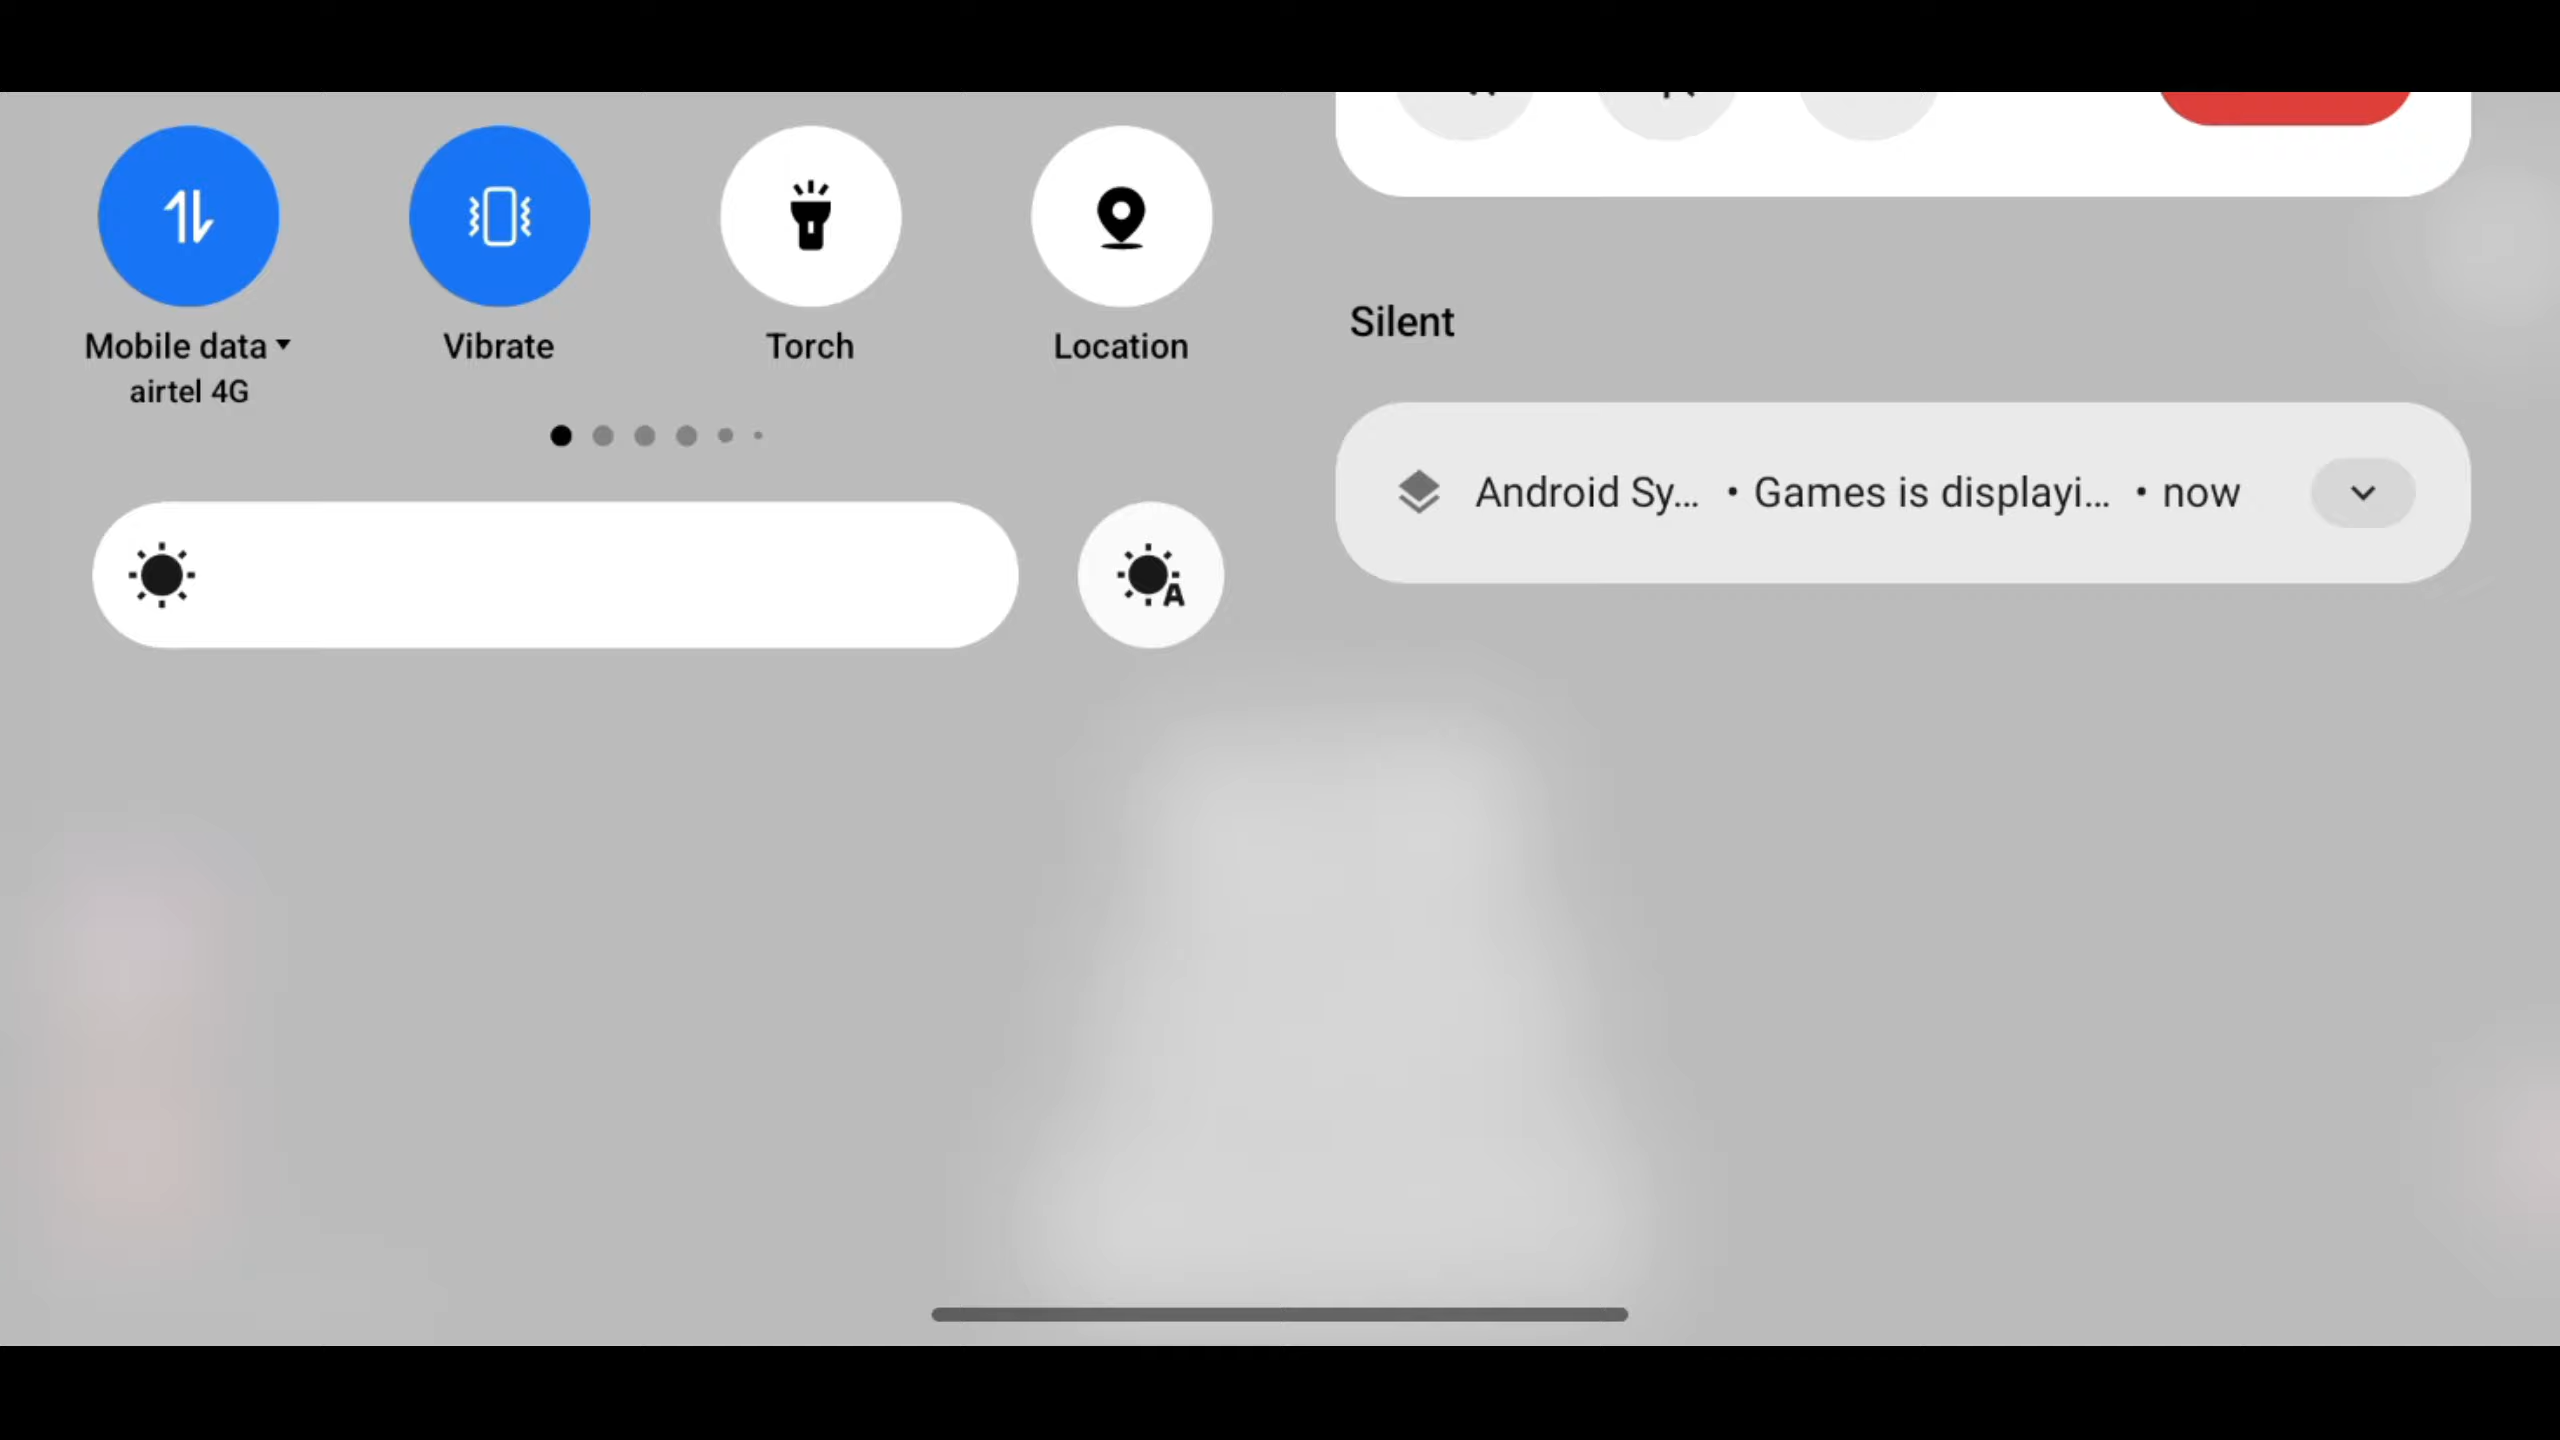 Mobile data
airtel 4G
Vibrate
Torch
Location
A
Silent
Android Sy... • Games is displayi... • now